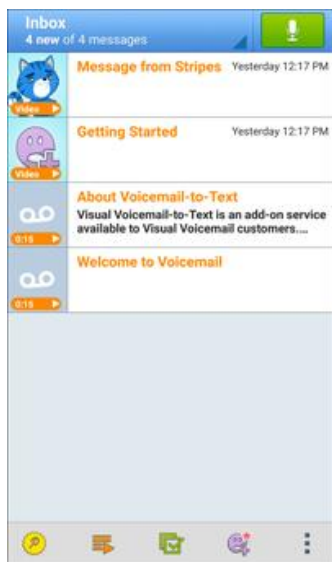 Inbox
4 new of 4 messages
Message from Stripes Yesterday 12:17 PM
Video
Getting Started Yesterday 12:17 PM
Video
About Voicemail-to-Text
Visual Voicemail-to-Text is an add-on service
available to Visual Voicemail customers....
0:15
Welcome to Voicemail
0:15